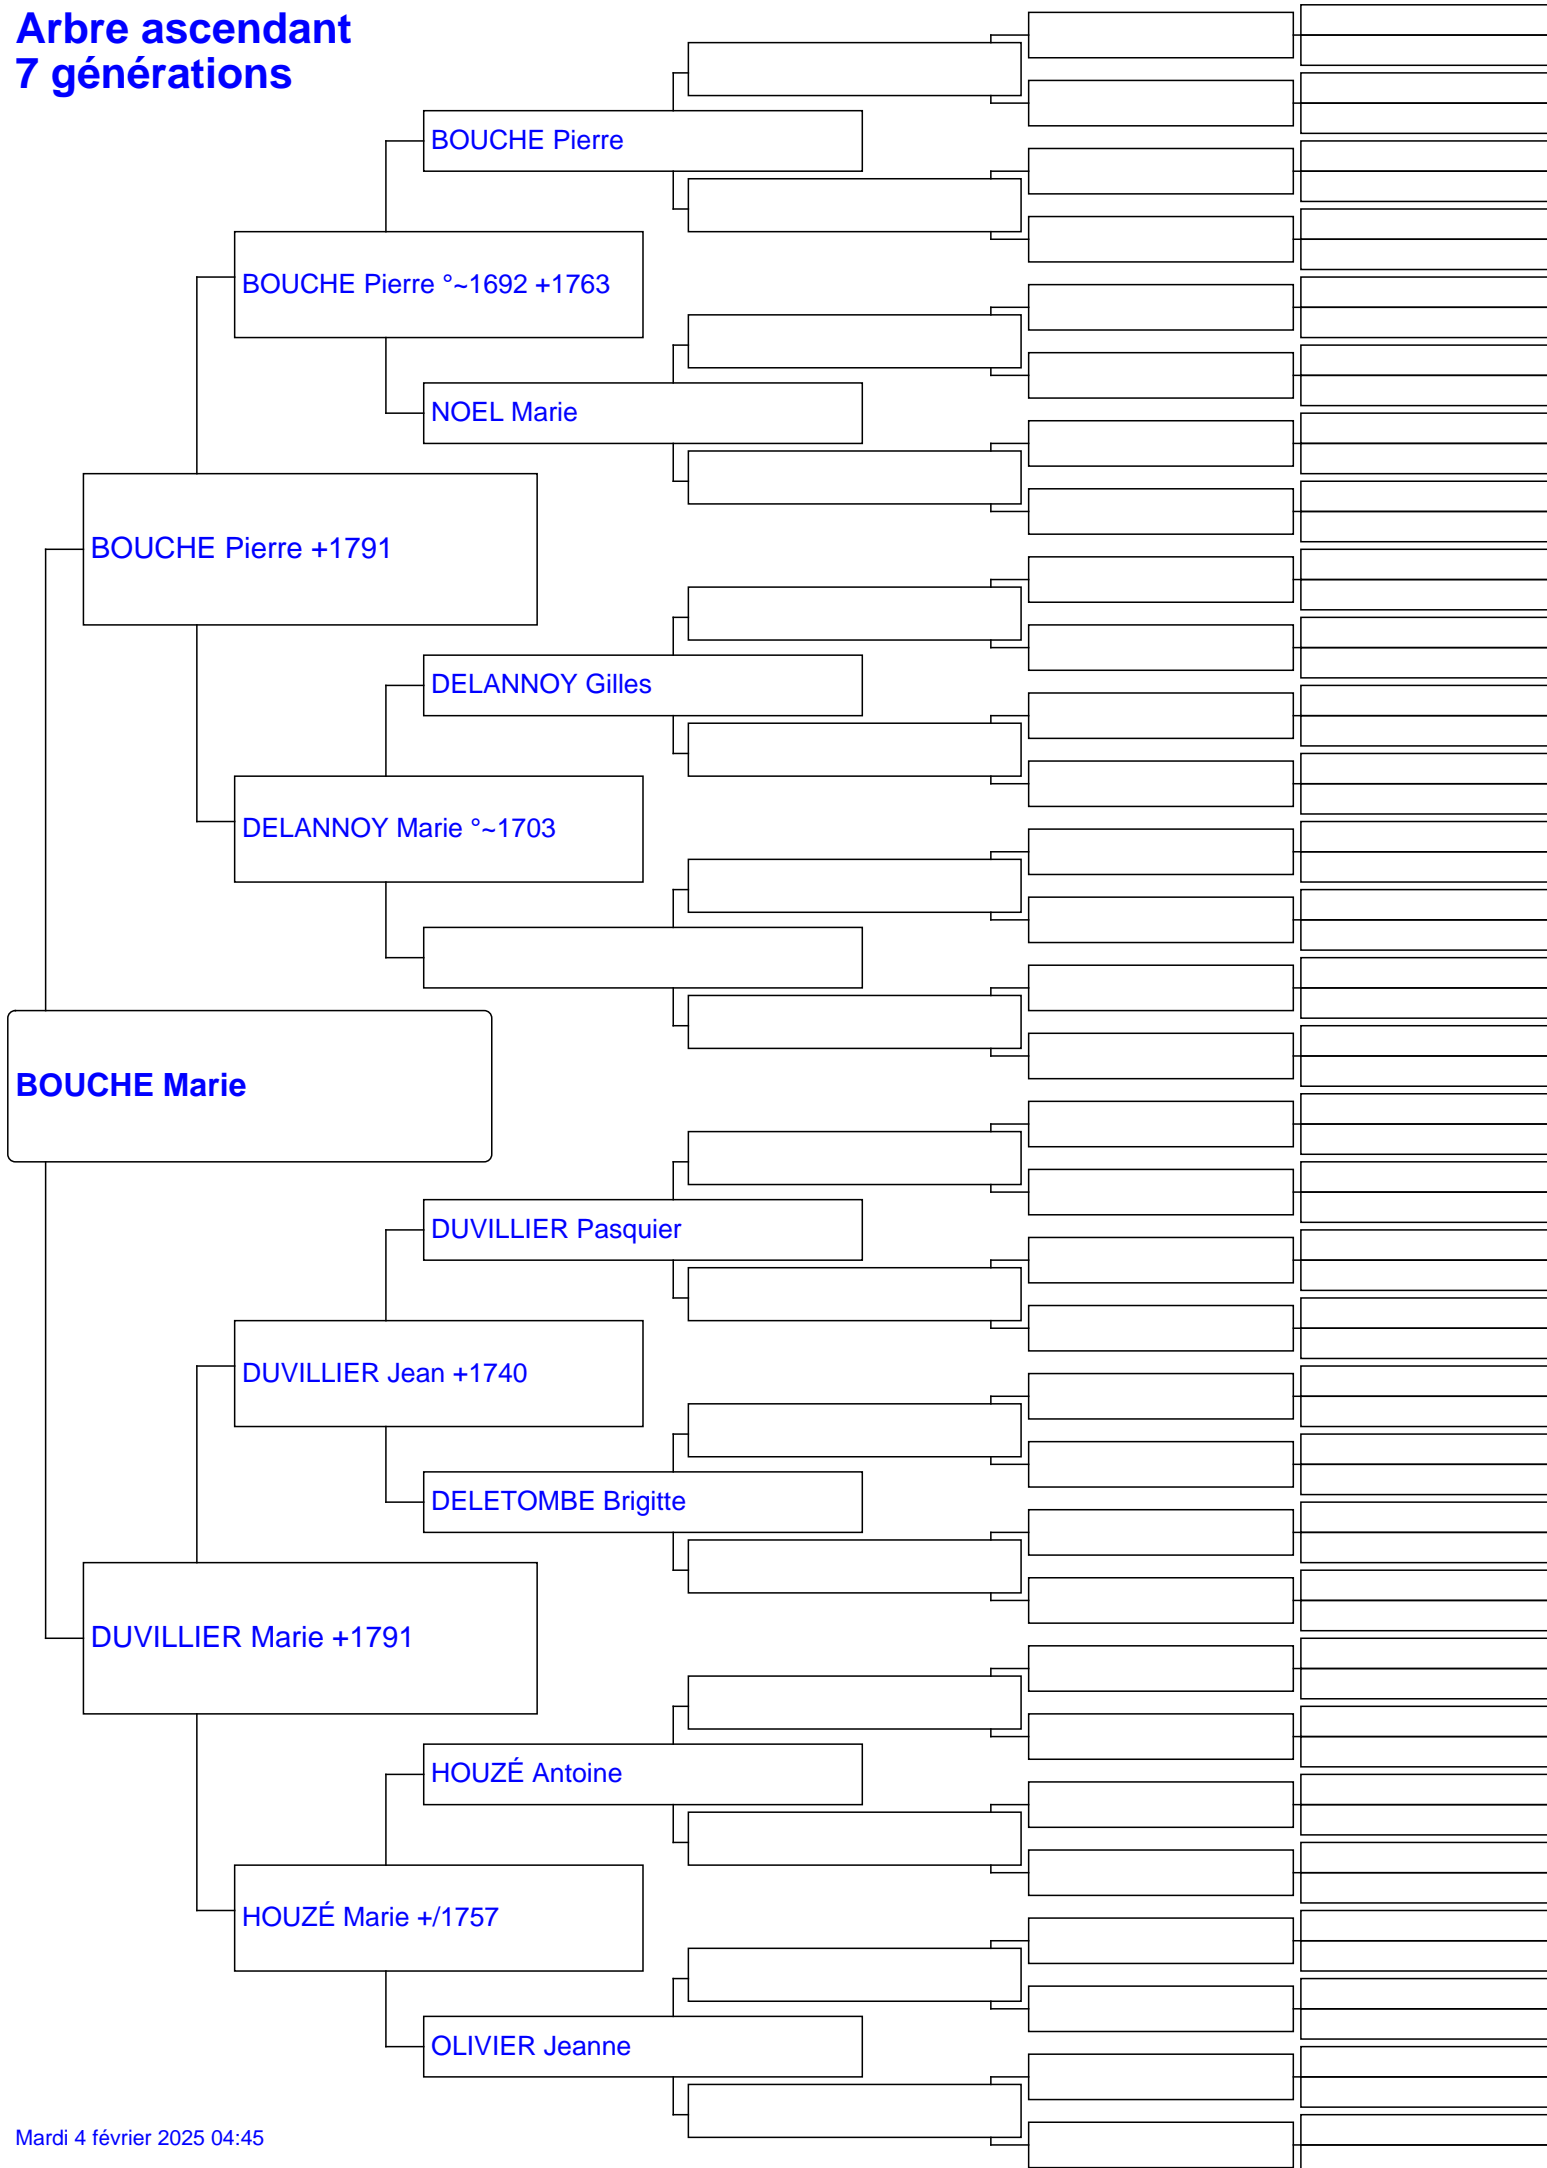 Arbre ascendant
7 générations
BOUCHE Pierre
BOUCHE Pierre °~1692 +1763
NOEL Marie
BOUCHE Pierre +1791
DELANNOY Gilles
DELANNOY Marie °~1703
BOUCHE Marie
DUVILLIER Pasquier
DUVILLIER Jean +1740
DELETOMBE Brigitte
DUVILLIER Marie +1791
HOUZÉ Antoine
HOUZÉ Marie +/1757
OLIVIER Jeanne
Mardi 4 février 2025 04:45